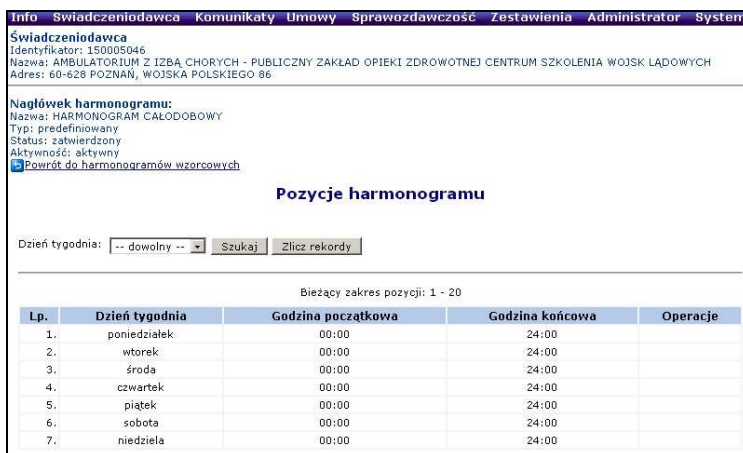 Info Świadczeniodawca Komunikaty Umowy Sprawozdawczość Zestawienia Administrator System
Świadczeniodawca
Identyfikator: 150005046
Nazwa: AMBULATORIUM Z IZBĄ CHORYCH - PUBLICZNY ZAKŁAD OPIEKI ZDROWOTNEJ CENTRUM SZKOLENIA WOJSK LĄDOWYCH
Adres: 60-628 POZNAŃ, WOJSKA POLSKIEGO 86
Nagłówek harmonogramu:
Nazwa: HARMONOGRAM CAŁODOBOWY
Typ: predefiniowany
Status: zatwierdzony
Aktywność: aktywny
Powrót do harmonogramów wzorcowych
Pozycje harmonogramu
Dzień tygodnia: -- dowolny -- Szukaj Zlicz rekordy
Bieżący zakres pozycji: 1 - 20
Lp. Dzień tygodnia Godzina początkowa Godzina końcowa Operacje
1. poniedziałek 00:00 24:00
2. wtorek 00:00 24:00
3. środa 00:00 24:00
4. czwartek 00:00 24:00
5. piątek 00:00 24:00
6. sobota 00:00 24:00
7. niedziela 00:00 24:00